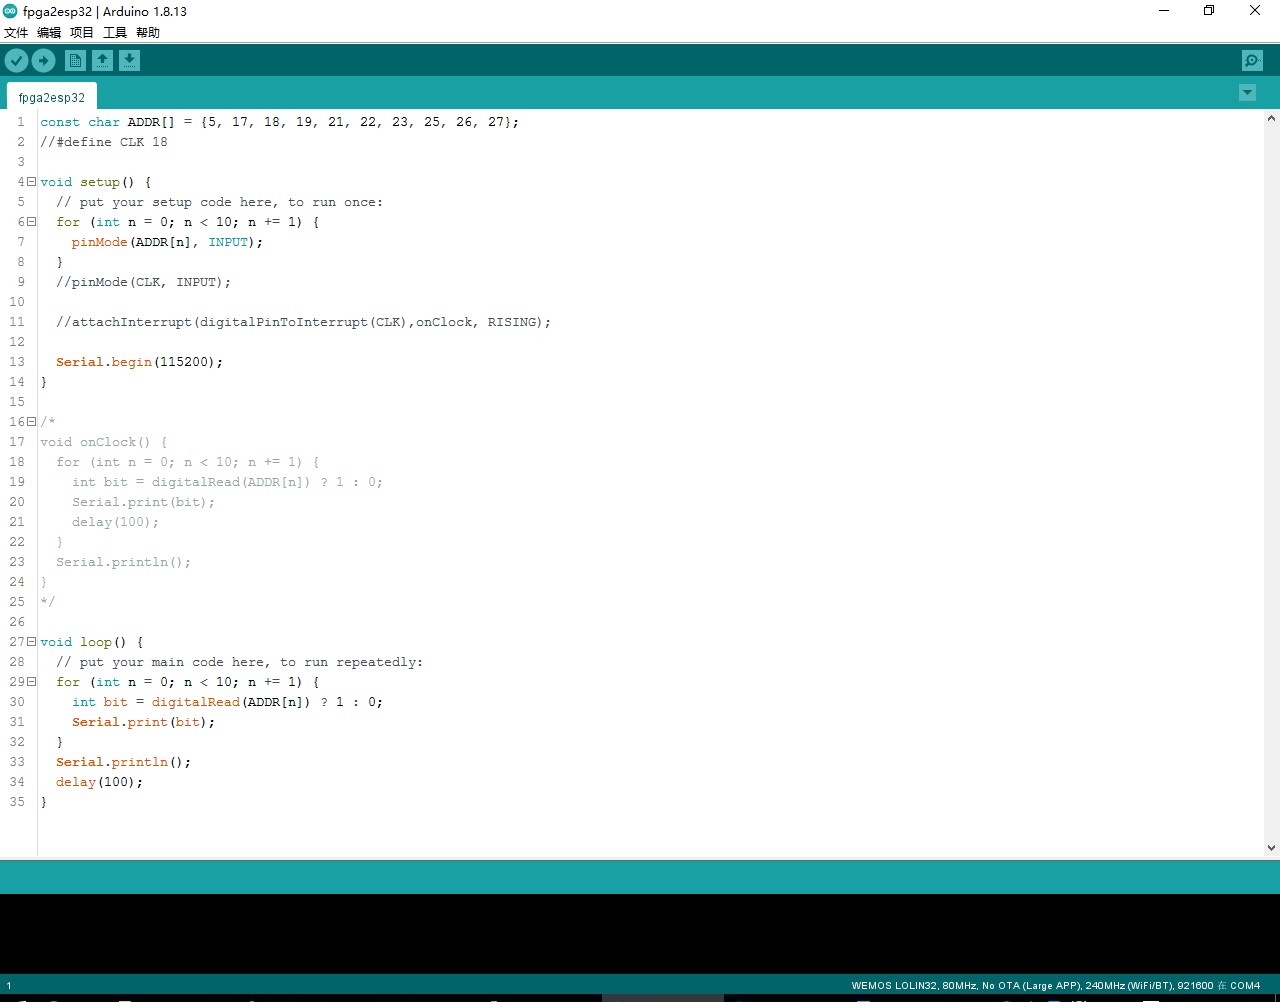 fpga2esp32 | Arduino 1.8.13
文件 编辑 项目 工具 帮助
fpga2esp32
1 const char ADDR[] = {5, 17, 18, 19, 21, 22, 23, 25, 26, 27};
2 //#define CLK 18
3
4 void setup() {
5   // put your setup code here, to run once:
6   for (int n = 0; n < 10; n += 1) {
7     pinMode(ADDR[n], INPUT);
8   }
9   //pinMode(CLK, INPUT);
10
11   //attachInterrupt(digitalPinToInterrupt(CLK),onClock, RISING);
12
13   Serial.begin(115200);
14 }
15
16 /*
17 void onClock() {
18   for (int n = 0; n < 10; n += 1) {
19     int bit = digitalRead(ADDR[n]) ? 1 : 0;
20     Serial.print(bit);
21     delay(100);
22   }
23   Serial.println();
24 }
25 */
26
27 void loop() {
28   // put your main code here, to run repeatedly:
29   for (int n = 0; n < 10; n += 1) {
30     int bit = digitalRead(ADDR[n]) ? 1 : 0;
31     Serial.print(bit);
32   }
33   Serial.println();
34   delay(100);
35 }
1 WEMOS LOLIN32, 80MHz, No OTA (Large APP), 240MHz (WiFi/BT), 921600 在 COM4